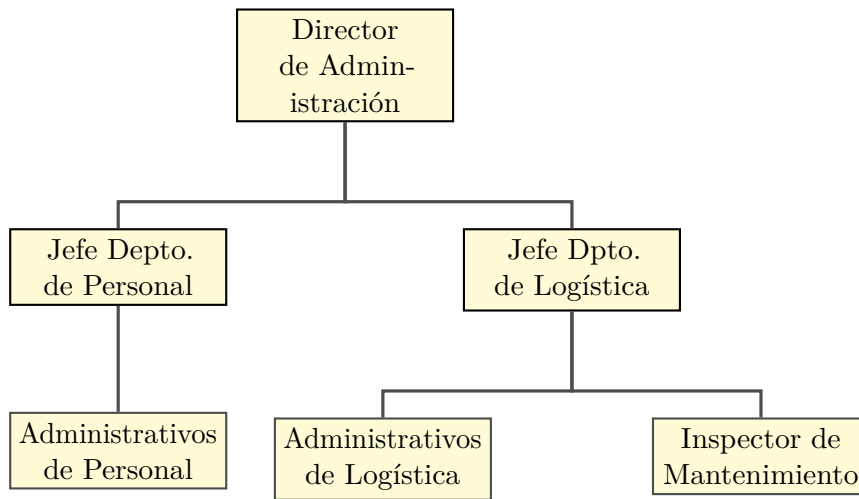 Director
de Admin-
istración
Jefe Depto.
de Personal
Jefe Dpto.
de Logística
Administrativos
de Personal
Administrativos
de Logística
Inspector de
Mantenimiento